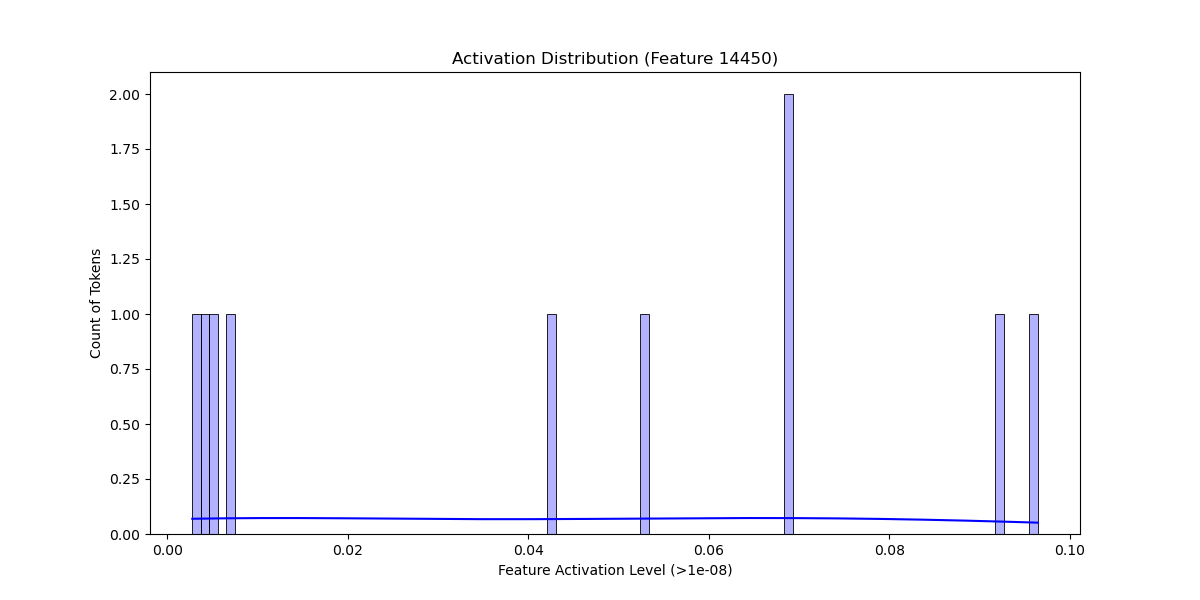 Activation Distribution (Feature 14450)
Count of Tokens
2.00
1.75
1.50
1.25
1.00
0.75
0.50
0.25
0.00
0.00 0.02 0.04 0.06 0.08 0.10
Feature Activation Level (>1e-08)